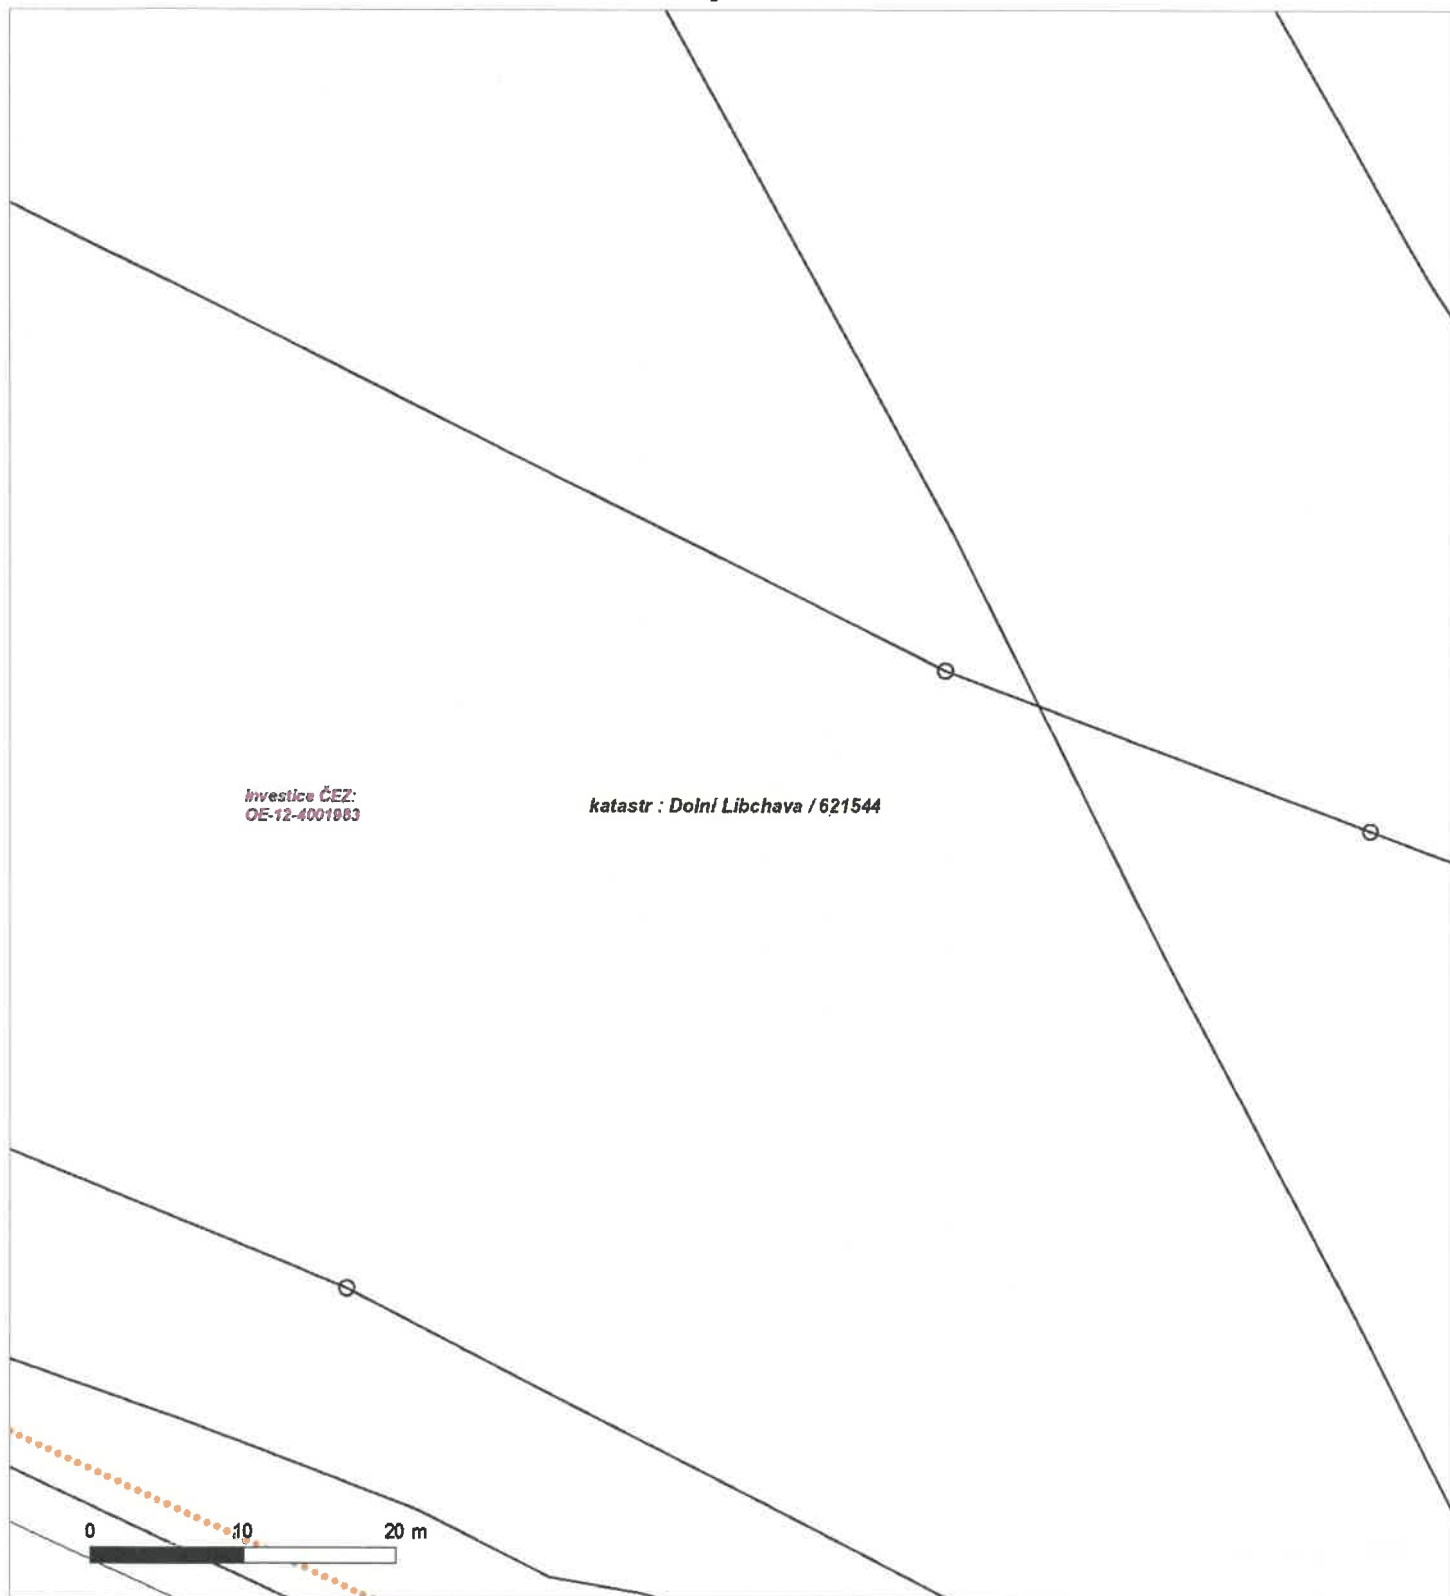 Investice ČEZ:
OE-12-4001983
katastr : Dolní Libchava / 621544
0 10 20 m